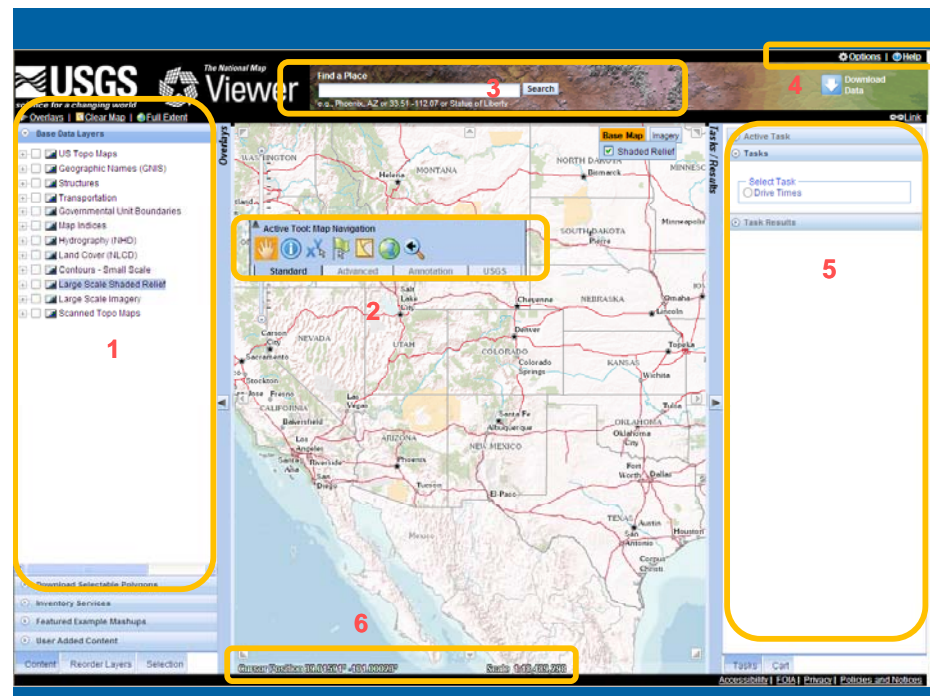 Options | Help
USGS
science for a changing world
The National Map
Viewer
Find a Place
3
Search
e.g., Phoenix, AZ or 33.51 -112.07 or Statue of Liberty
4
Download
Data
Overlays | Clear Map | Full Extent
Link
Base Data Layers
US Topo Maps
Geographic Names (GNIS)
Structures
Transportation
Governmental Unit Boundaries
Map Indices
Hydrography (NHD)
Land Cover (NLCD)
Contours - Small Scale
Large Scale Shaded Relief
Large Scale Imagery
Scanned Topo Maps
1
Download Selectable Polygons
Inventory Services
Featured Example Mashups
User Added Content
Content Reorder Layers Selection
Overlays
Base Map Imagery
Shaded Relief
WASHINGTON
Helena
MONTANA
NORTH DAKOTA
Bismarck
Minneapolis
SOUTH DAKOTA
Pierre
Active Tool: Map Navigation
Standard Advanced Annotation USGS
2
Salt
Lake
City
Cheyenne
NEBRASKA
Omaha
Lincoln
Carson
City
NEVADA
UTAH
Denver
COLORADO
Colorado
Springs
Topeka
KANSAS
Wichita
Sacramento
Stockton
Jose Fresno
CALIFORNIA
Las
Vegas
Bakersfield
Santa Fe
Albuquerque
Tulsa
OKLAHOMA
Oklahoma
City
Los
Angeles
ARIZONA
NEW MEXICO
Santa
Ana
Riverside
Phoenix
San
Diego
Tucson
El Paso
Fort
Worth
Dallas
TEXAS
Austin
San
Antonio
Houston
Mexico
Corpus
Christi
6
Cursor Position:
Scale
Tasks / Results
Active Task
Tasks
Select Task
Drive Times
Task Results
5
Tasks Cart
Accessibility | FOIA | Privacy | Policies and Notices